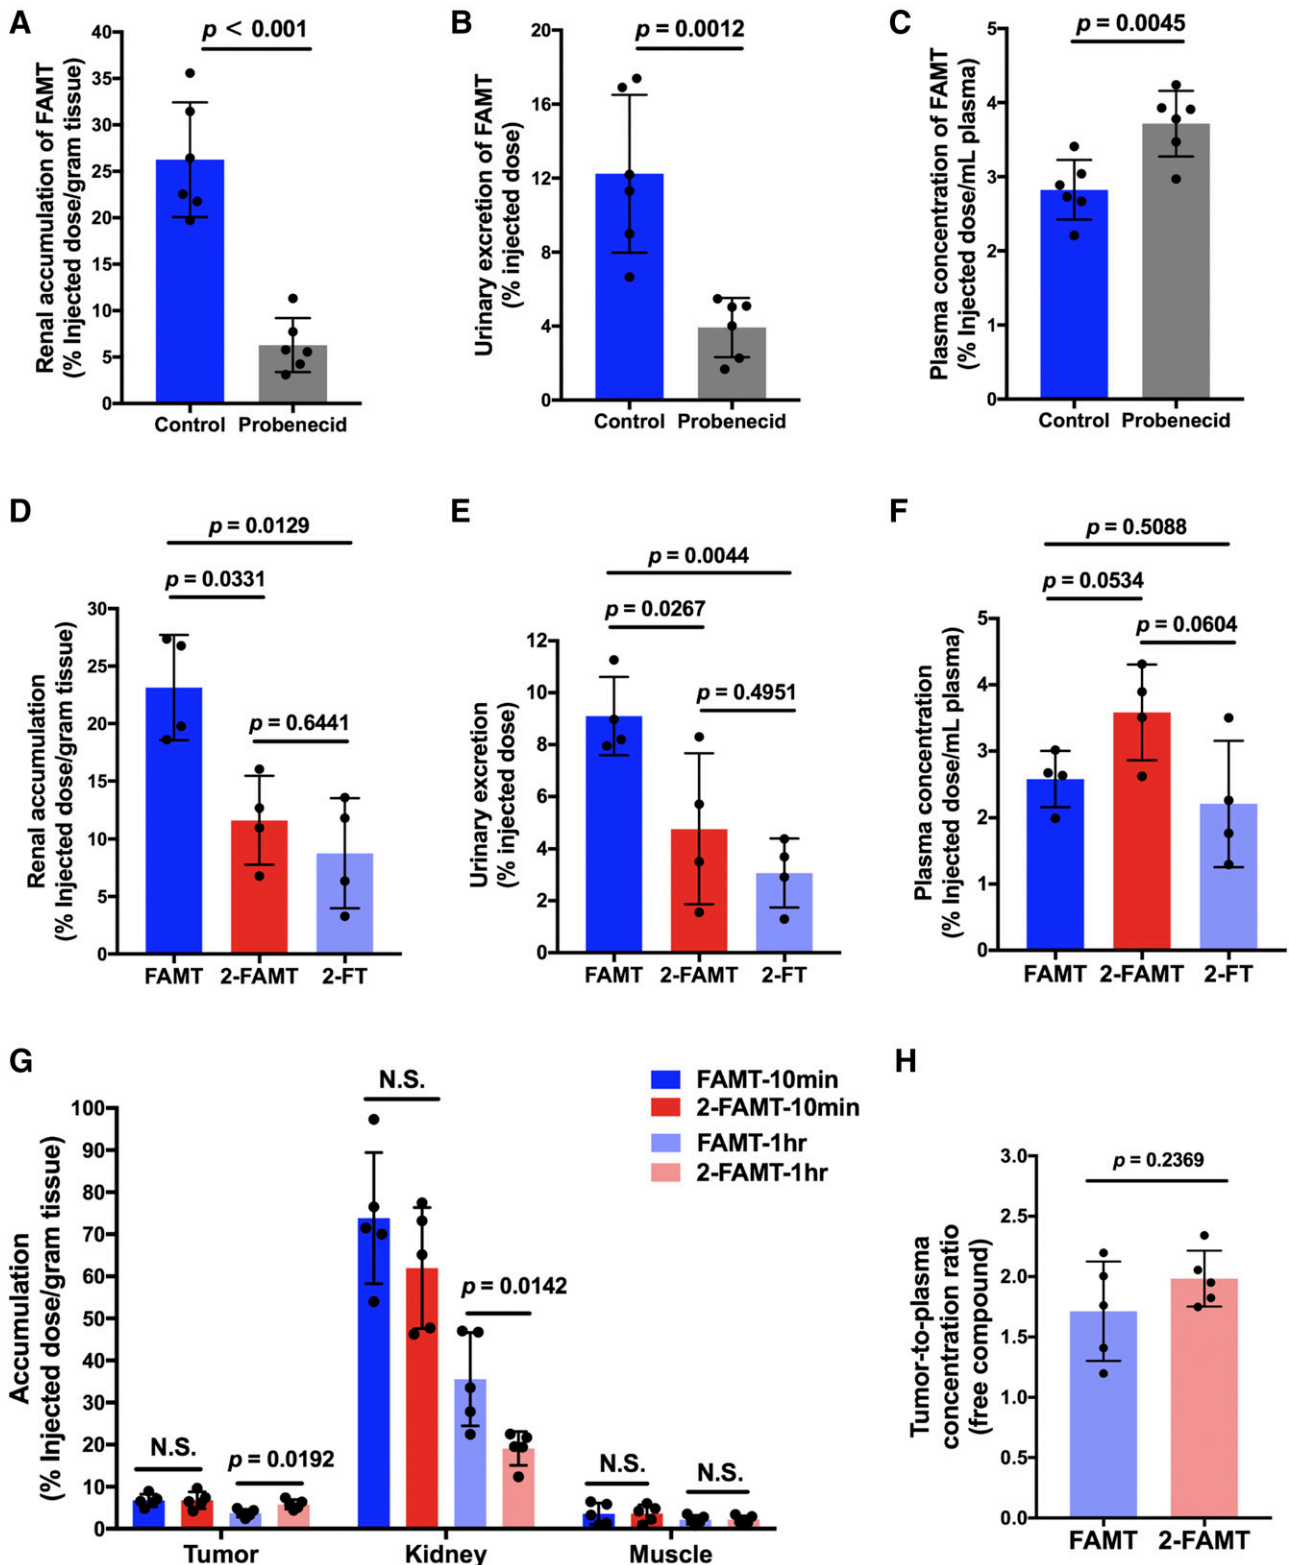 A
Renal accumulation of FAMT
(% Injected dose/gram tissue)
p < 0.001
40
35
30
25
20
15
10
5
0
Control Probenecid
B
Urinary excretion of FAMT
(% injected dose)
p = 0.0012
20
16
12
8
4
0
Control Probenecid
C
Plasma concentration of FAMT
(% Injected dose/mL plasma)
p = 0.0045
5
4
3
2
1
0
Control Probenecid
D
Renal accumulation
(% Injected dose/gram tissue)
p = 0.0129
p = 0.0331
p = 0.6441
30
25
20
15
10
5
0
FAMT 2-FAMT 2-FT
E
Urinary excretion
(% injected dose)
p = 0.0044
p = 0.0267
p = 0.4951
12
10
8
6
4
2
0
FAMT 2-FAMT 2-FT
F
Plasma concentration
(% Injected dose/mL plasma)
p = 0.5088
p = 0.0534
p = 0.0604
5
4
3
2
1
0
FAMT 2-FAMT 2-FT
G
Accumulation
(% Injected dose/gram tissue)
100
90
80
70
60
50
40
30
20
10
0
N.S.
p = 0.0192
N.S.
p = 0.0142
N.S.
N.S.
FAMT-10min
2-FAMT-10min
FAMT-1hr
2-FAMT-1hr
Tumor Kidney Muscle
H
Tumor-to-plasma
concentration ratio
(free compound)
p = 0.2369
3.0
2.5
2.0
1.5
1.0
0.5
0.0
FAMT 2-FAMT